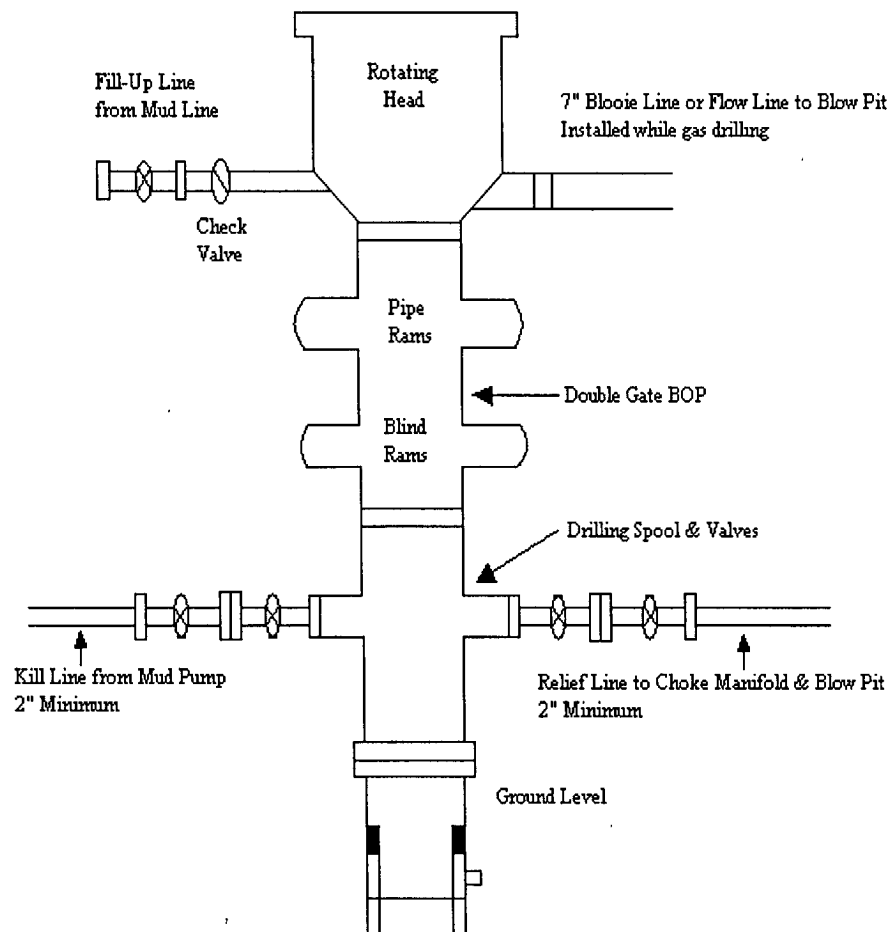 Rotating
Head
Fill-Up Line
from Mud Line
7" Blooie Line or Flow Line to Blow Pit
Installed while gas drilling
Check
Valve
Pipe
Rams
Double Gate BOP
Blind
Rams
Drilling Spool & Valves
Kill Line from Mud Pump
2" Minimum
Relief Line to Choke Manifold & Blow Pit
2" Minimum
Ground Level